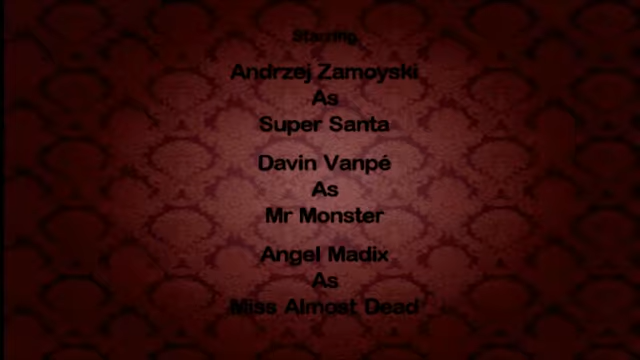 Starring
Andrzej Zamoyski
As
Super Santa
Davin Vanpé
As
Mr Monster
Angel Madix
As
Miss Almost Dead